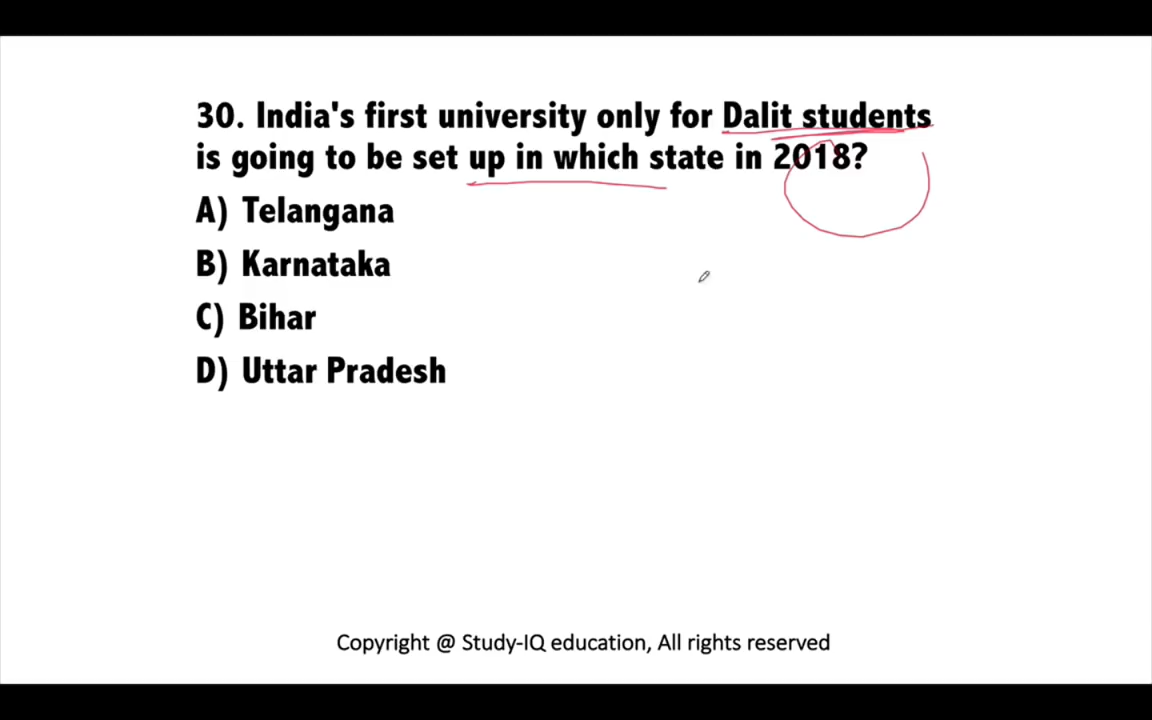 30. India's first university only for Dalit students
is going to be set up in which state in 2018?
A) Telangana
B) Karnataka
C) Bihar
D) Uttar Pradesh
Copyright @ Study-IQ education, All rights reserved